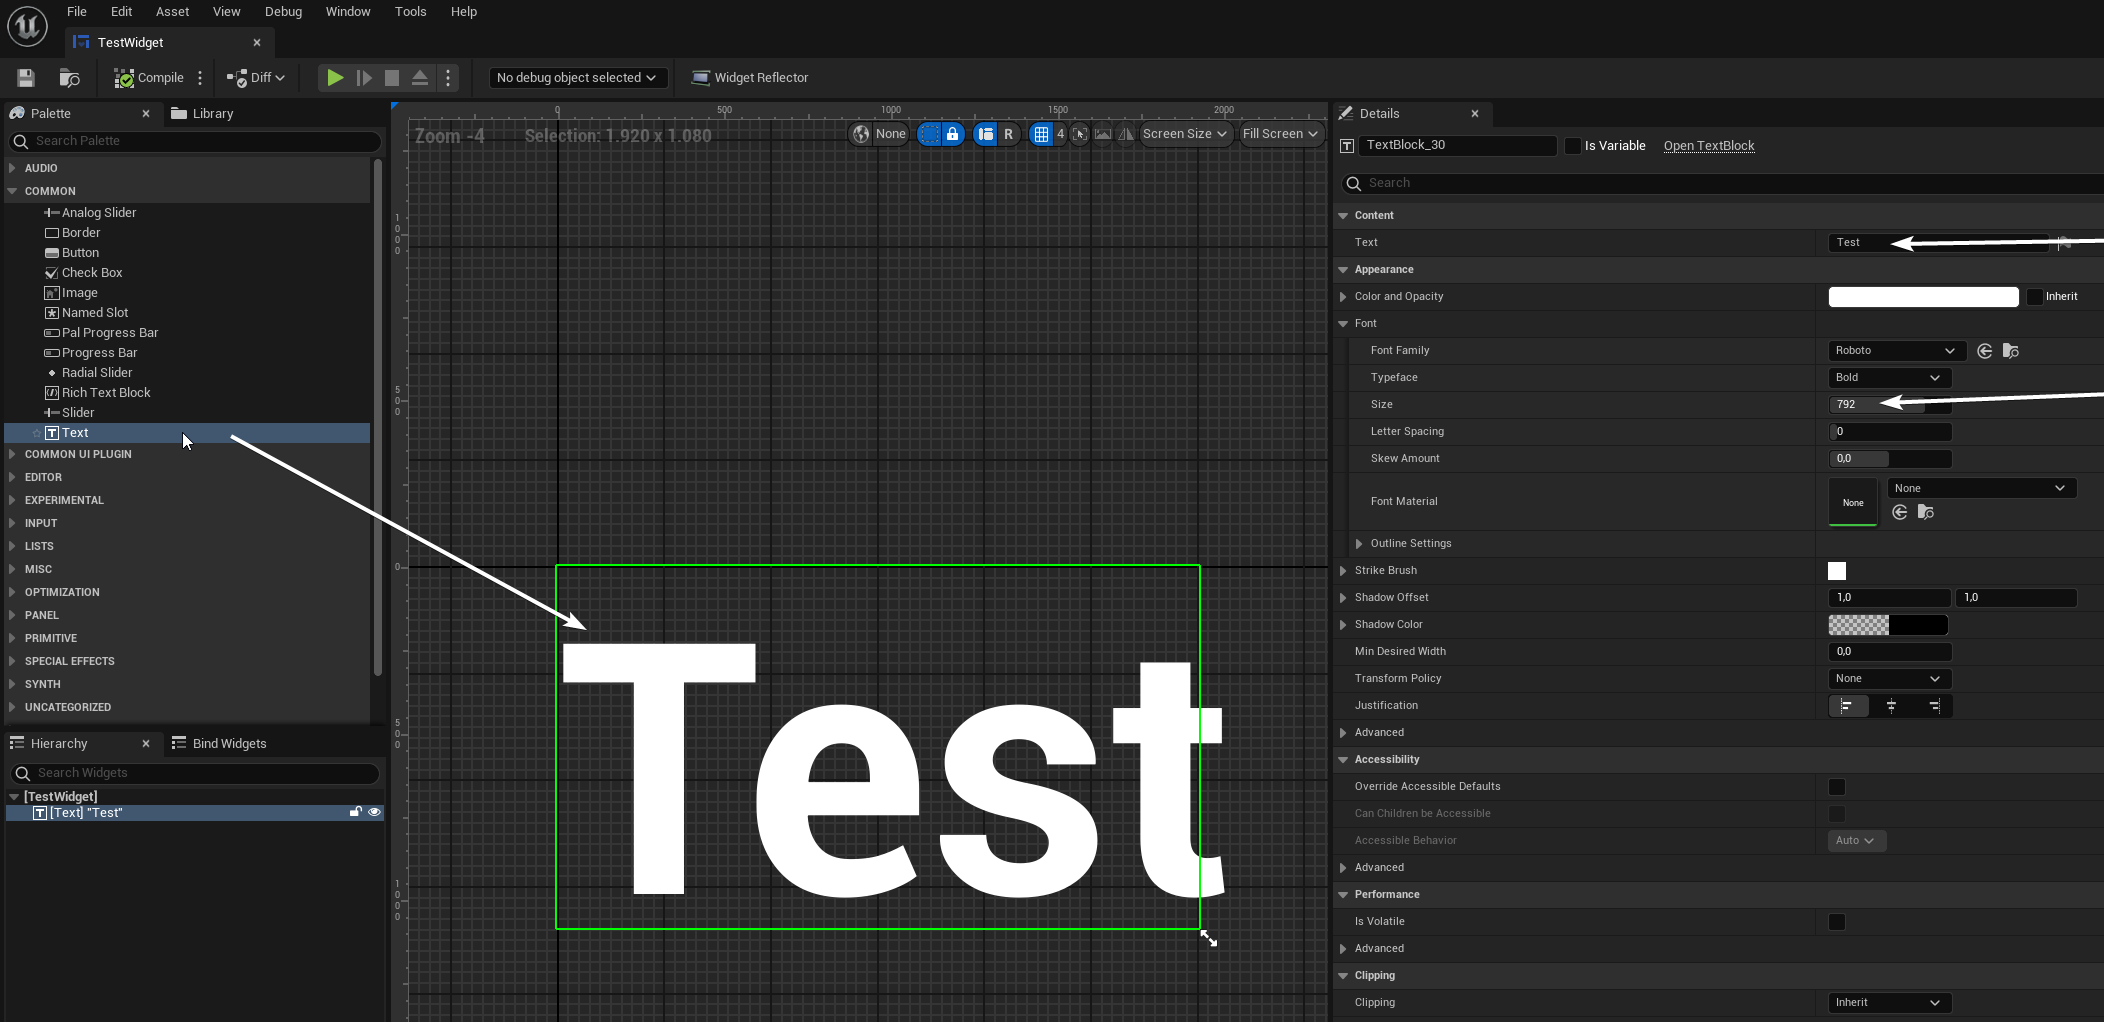 File Edit Asset View Debug Window Tools Help
TestWidget
Compile Diff No debug object selected Widget Reflector
Palette Library
Search Palette
AUDIO
COMMON
Analog Slider
Border
Button
Check Box
Image
Named Slot
Pal Progress Bar
Progress Bar
Radial Slider
Rich Text Block
Slider
Text
COMMON UI PLUGIN
EDITOR
EXPERIMENTAL
INPUT
LISTS
MISC
OPTIMIZATION
PANEL
PRIMITIVE
SPECIAL EFFECTS
SYNTH
UNCATEGORIZED
Hierarchy Bind Widgets
Search Widgets
[TestWidget]
[Text] "Test"
0 500 1000 1500 2000
Zoom -4 Selection: 1.920 x 1.080 None R 4 Screen Size Fill Screen
1000
500
0
500
1000
Test
Details
TextBlock_30 Is Variable Open TextBlock
Search
Content
Text Test
Appearance
Color and Opacity Inherit
Font
Font Family Roboto
Typeface Bold
Size 792
Letter Spacing 0
Skew Amount 0,0
Font Material None None
Outline Settings
Strike Brush
Shadow Offset 1,0 1,0
Shadow Color
Min Desired Width 0,0
Transform Policy None
Justification
Advanced
Accessibility
Override Accessible Defaults
Can Children be Accessible
Accessible Behavior Auto
Advanced
Performance
Is Volatile
Advanced
Clipping
Clipping Inherit